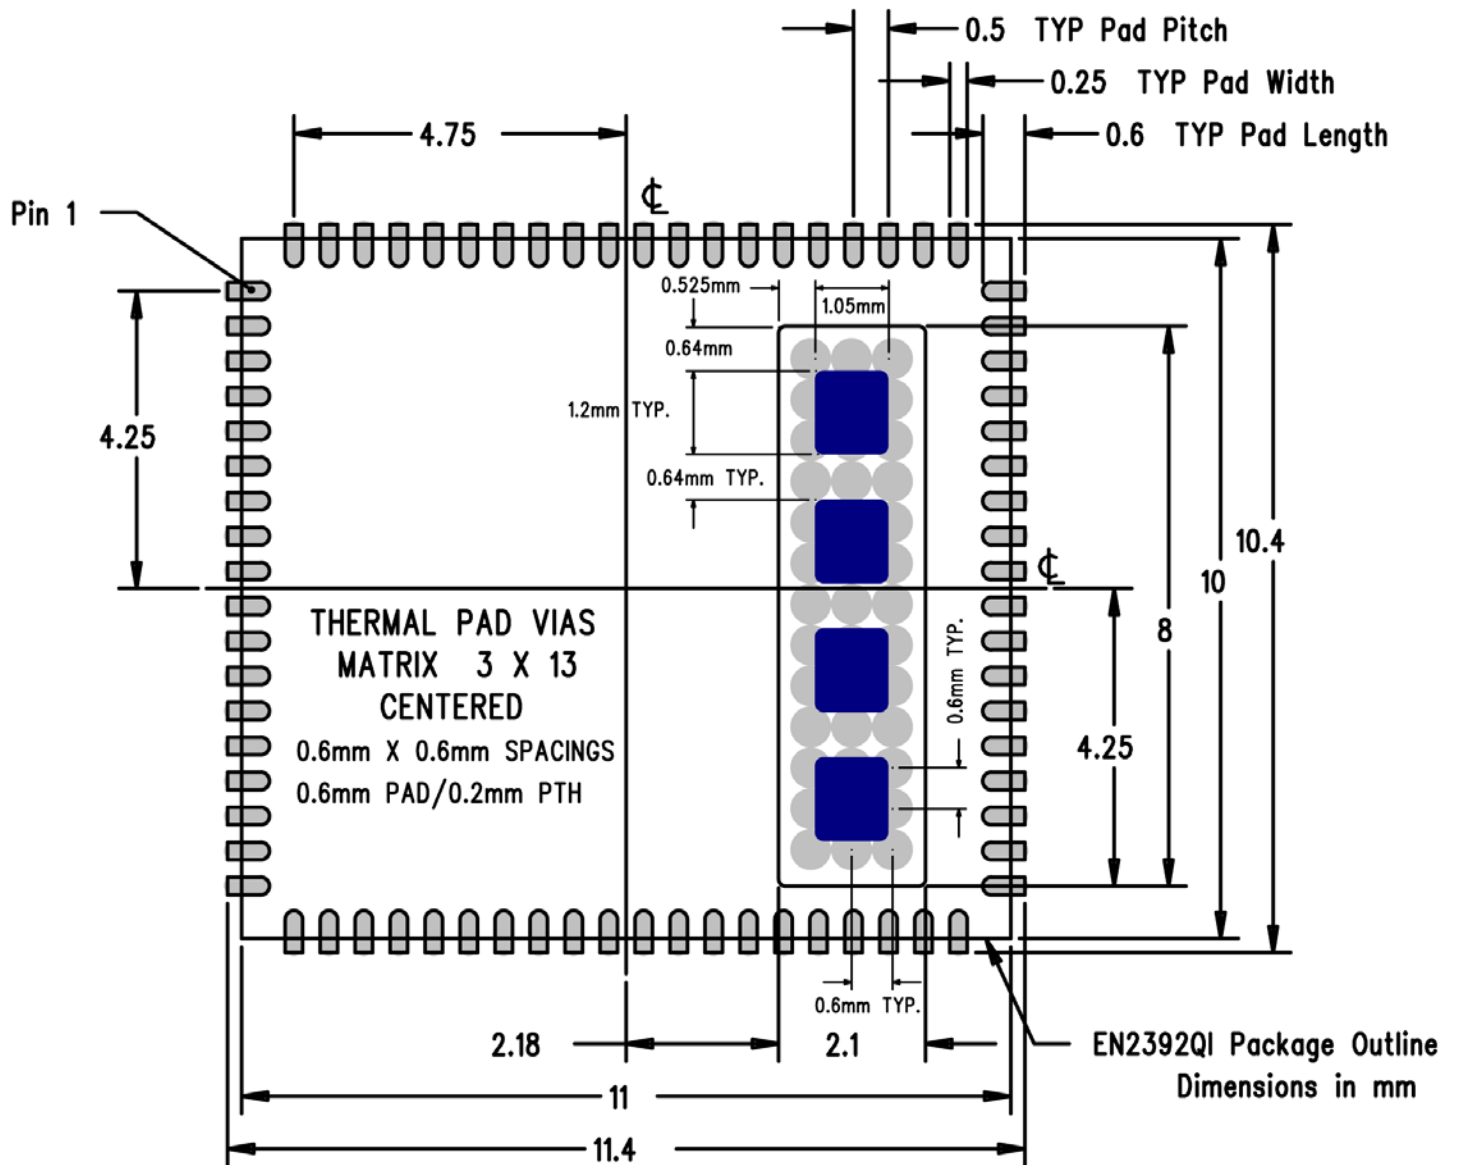 0.5 TYP Pad Pitch
0.25 TYP Pad Width
4.75
0.6 TYP Pad Length
℄
Pin 1
0.525mm
1.05mm
0.64mm
1.2mm TYP.
4.25
0.64mm TYP.
10.4
℄
10
THERMAL PAD VIAS
MATRIX 3 X 13
CENTERED
0.6mm X 0.6mm SPACINGS
0.6mm PAD/0.2mm PTH
8
0.6mm TYP.
4.25
0.6mm TYP.
2.18
2.1
EN2392QI Package Outline
Dimensions in mm
11
11.4